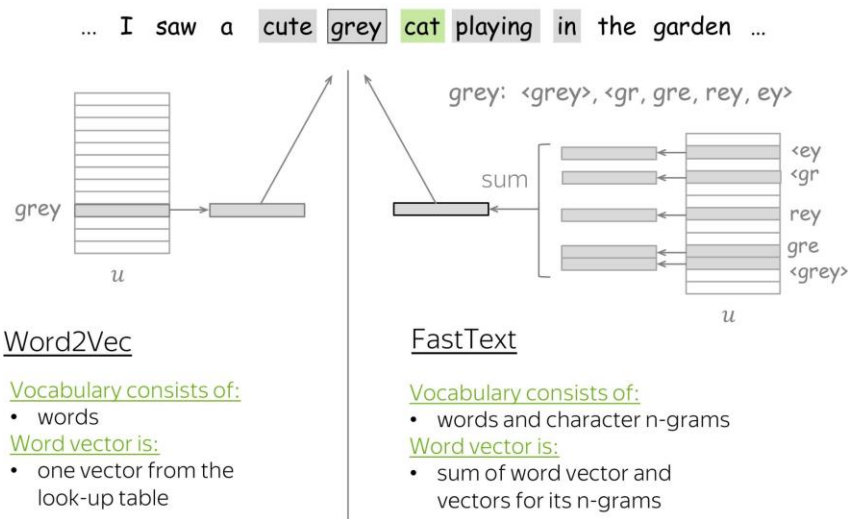 ... I saw a cute grey cat playing in the garden ...
grey: <grey>, <gr, gre, rey, ey>
grey
u
sum
<ey
<gr
rey
gre
<grey>
u
Word2Vec
Vocabulary consists of:
• words
Word vector is:
• one vector from the
look-up table
FastText
Vocabulary consists of:
• words and character n-grams
Word vector is:
• sum of word vector and
vectors for its n-grams